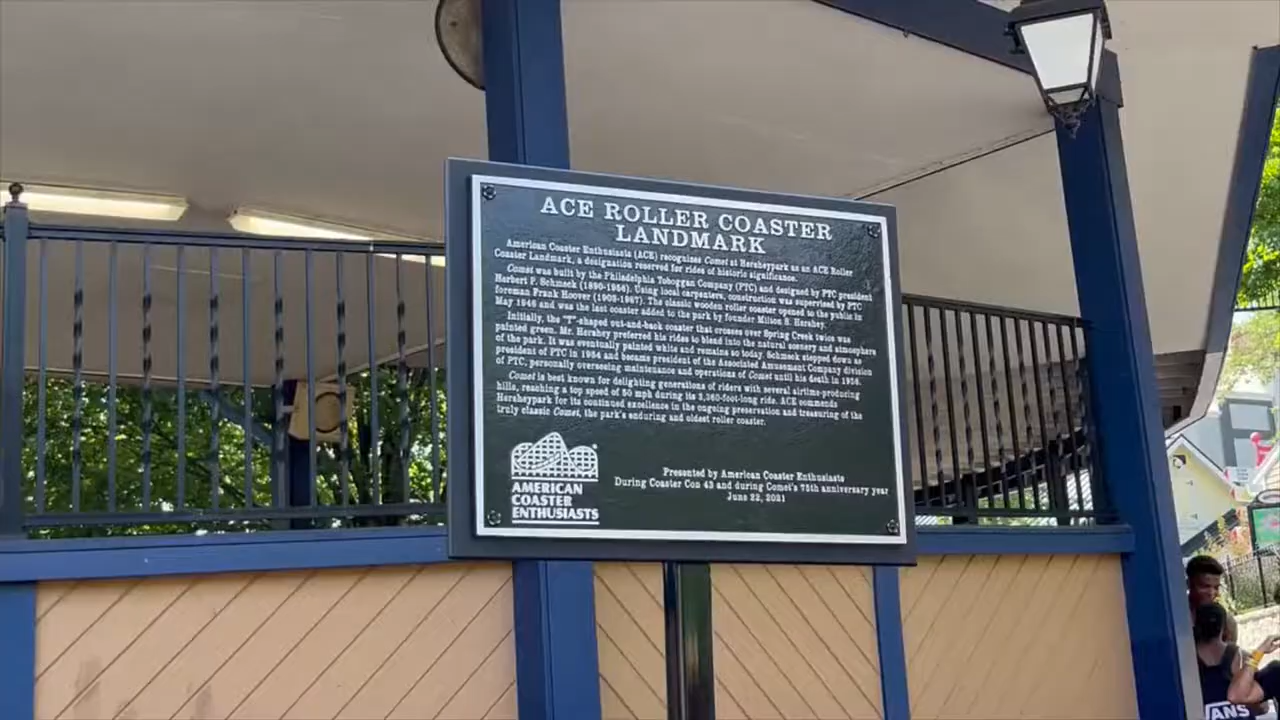 ACE ROLLER COASTER
LANDMARK
American Coaster Enthusiasts (ACE) recognizes Comet at Hersheypark as an ACE Roller
Coaster Landmark, a designation reserved for rides of historic significance.
Comet was built by the Philadelphia Toboggan Company (PTC) and designed by PTC president
Herbert P. Schmeck (1890-1956). Using local carpenters, construction was supervised by PTC
foreman Frank Hoover (1905-1967). The classic wooden roller coaster opened to the public in
May 1946 and was the last coaster added to the park by founder Milton S. Hershey.
Initially, the "T"-shaped out-and-back coaster that crosses over Spring Creek twice was
painted green. Mr. Hershey preferred his rides to blend into the natural scenery and atmosphere
of the park. It was eventually painted white and remains so today. Schmeck stepped down as
president of PTC in 1954 and became president of the Associated Amusement Company division
of PTC, personally overseeing maintenance and operations of Comet until his death in 1956.
Comet is best known for delighting generations of riders with several airtime-producing
hills, reaching a top speed of 50 mph during its 3,360-foot-long ride. ACE commends
Hersheypark for its continued excellence in the ongoing preservation and treasuring of the
truly classic Comet, the park's enduring and oldest roller coaster.
AMERICAN
COASTER
ENTHUSIASTS
Presented by American Coaster Enthusiasts
During Coaster Con 43 and during Comet's 75th anniversary year
June 22, 2021
VANS